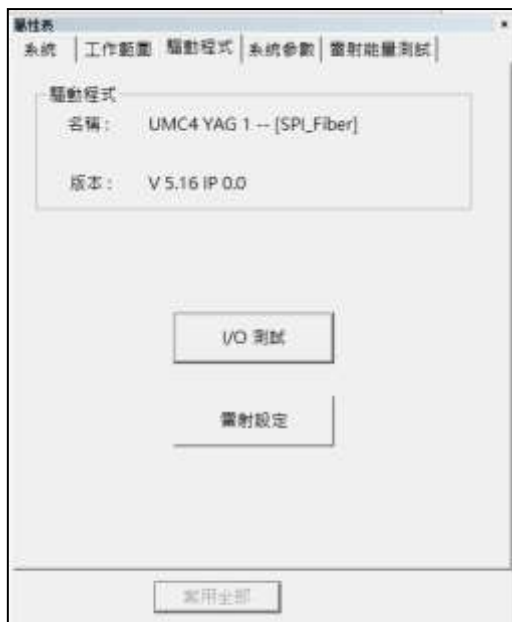 屬性表
系統 工作範圍 驅動程式 系統參數 雷射能量測試
驅動程式
名稱： UMC4 YAG 1 -- [SPI_Fiber]
版本： V 5.16 IP 0.0
I/O 測試
雷射設定
套用全部